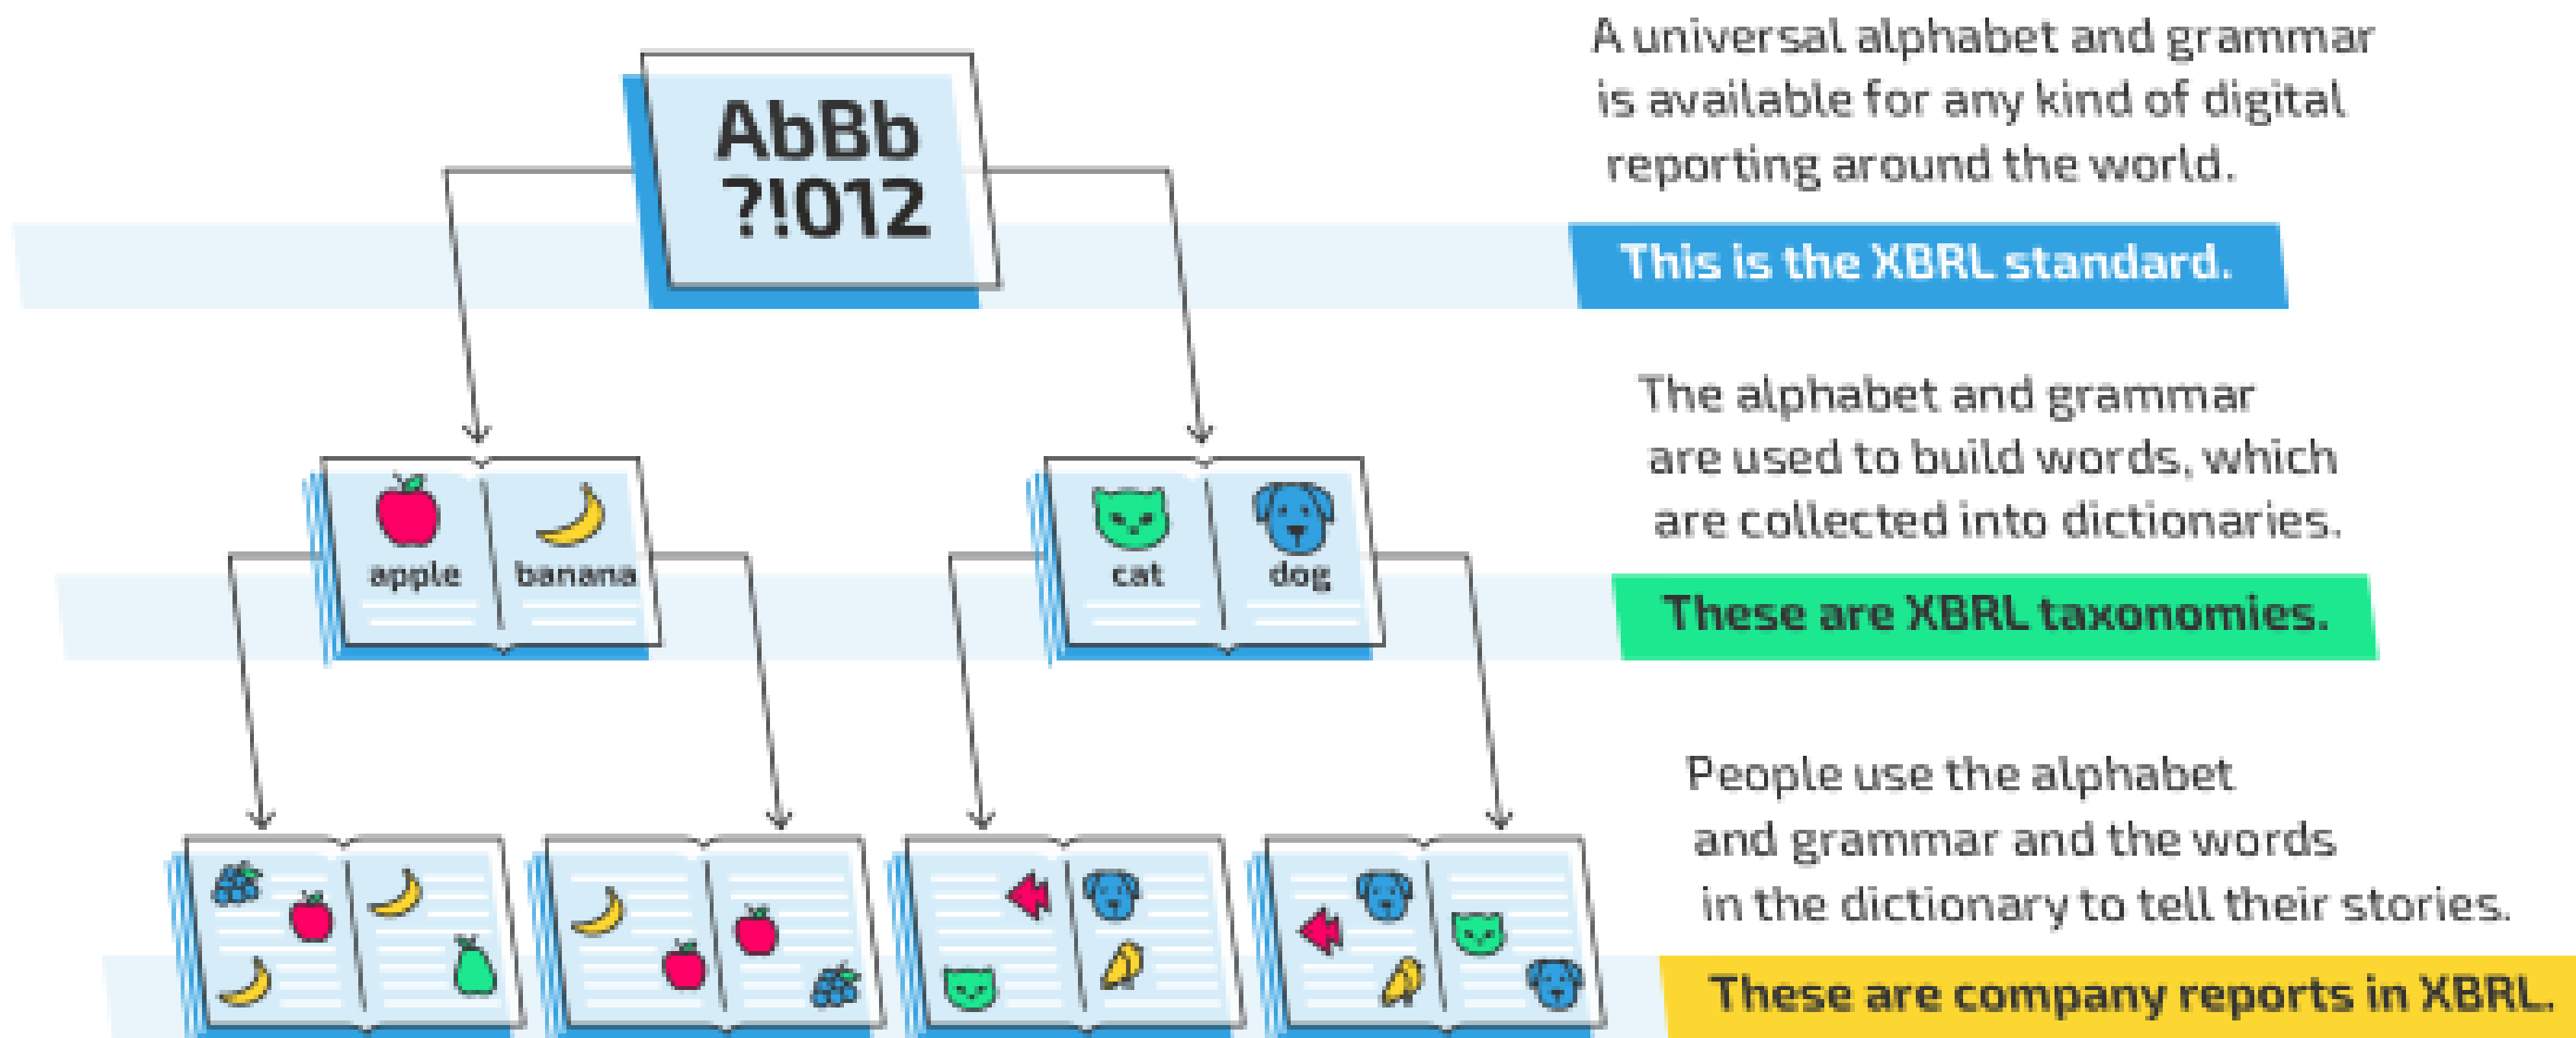 AbBb
?!012
A universal alphabet and grammar
is available for any kind of digital
reporting around the world.
This is the XBRL standard.
apple
banana
cat
dog
The alphabet and grammar
are used to build words, which
are collected into dictionaries.
These are XBRL taxonomies.
People use the alphabet
and grammar and the words
in the dictionary to tell their stories.
These are company reports in XBRL.